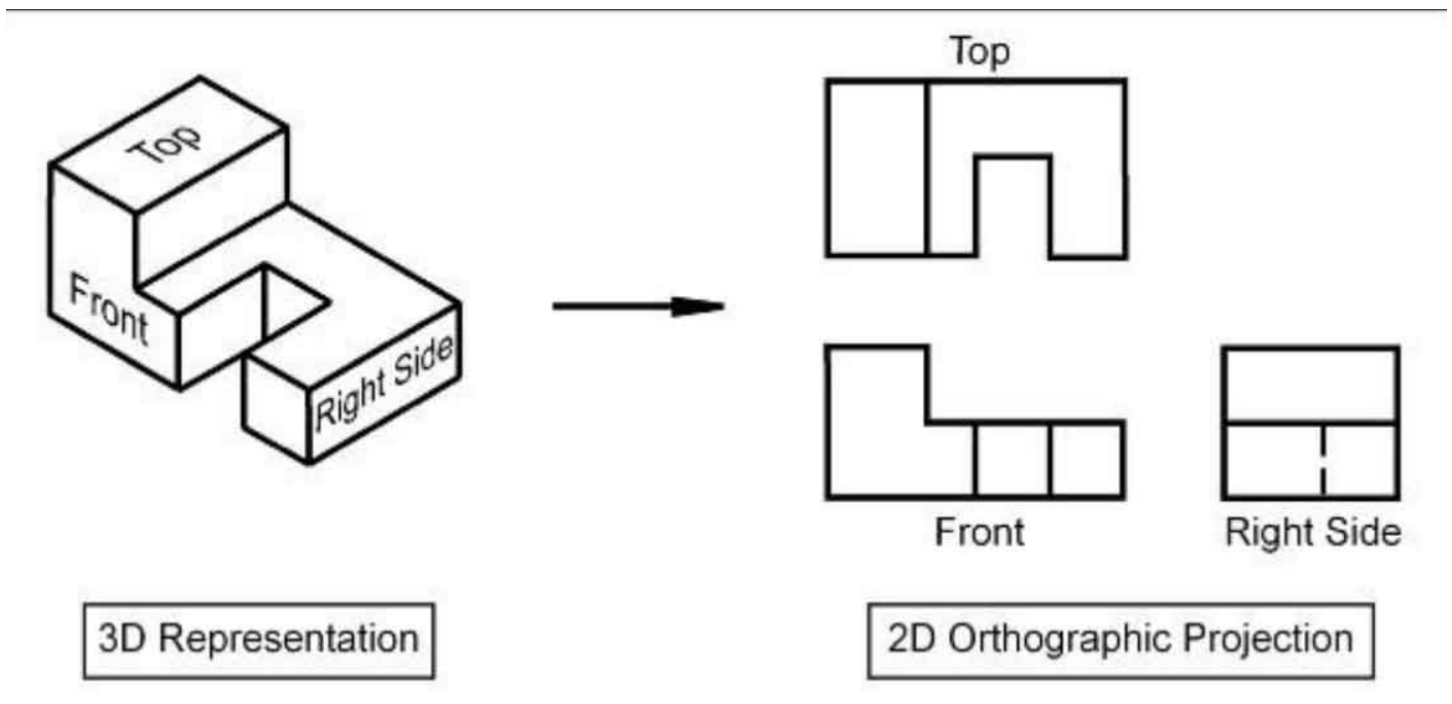 Top
Front
Right Side
Top
Front
Right Side
3D Representation
2D Orthographic Projection